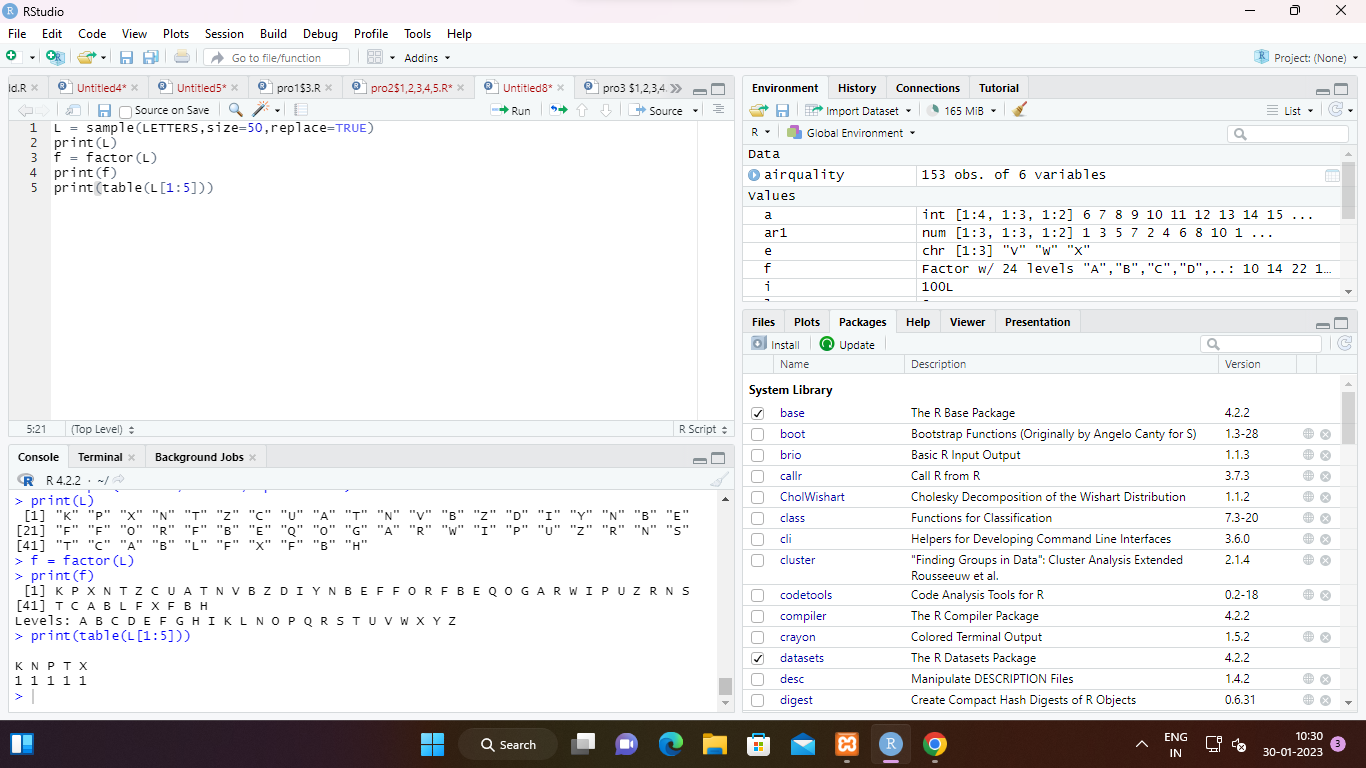 RStudio
File Edit Code View Plots Session Build Debug Profile Tools Help
Go to file/function Addins Project: (None)
ld.R Untitled4* Untitled5* pro1$3.R pro2$1,2,3,4,5.R* Untitled8* pro3 $1,2,3,4.
Source on Save Run Source
1 L = sample(LETTERS,size=50,replace=TRUE)
2 print(L)
3 f = factor(L)
4 print(f)
5 print(table(L[1:5]))
5:21 (Top Level) R Script
Console Terminal Background Jobs
R 4.2.2 · ~/
> print(L)
[1] "K" "P" "X" "N" "T" "Z" "C" "U" "A" "T" "N" "V" "B" "Z" "D" "I" "Y" "N" "B" "E"
[21] "F" "F" "O" "R" "F" "B" "E" "Q" "O" "G" "A" "R" "W" "I" "P" "U" "Z" "R" "N" "S"
[41] "T" "C" "A" "B" "L" "F" "X" "F" "B" "H"
> f = factor(L)
> print(f)
[1] K P X N T Z C U A T N V B Z D I Y N B E F F O R F B E Q O G A R W I P U Z R N S
[41] T C A B L F X F B H
Levels: A B C D E F G H I K L N O P Q R S T U V W X Y Z
> print(table(L[1:5]))
K N P T X
1 1 1 1 1
>
Environment History Connections Tutorial
Import Dataset 165 MiB List
R Global Environment
Data
airquality 153 obs. of 6 variables
Values
a int [1:4, 1:3, 1:2] 6 7 8 9 10 11 12 13 14 15 ...
ar1 num [1:3, 1:3, 1:2] 1 3 5 7 2 4 6 8 10 1 ...
e chr [1:3] "V" "W" "X"
f Factor w/ 24 levels "A","B","C","D",..: 10 14 22 1…
i 100L
Files Plots Packages Help Viewer Presentation
Install Update
Name Description Version
System Library
base The R Base Package 4.2.2
boot Bootstrap Functions (Originally by Angelo Canty for S) 1.3-28
brio Basic R Input Output 1.1.3
callr Call R from R 3.7.3
CholWishart Cholesky Decomposition of the Wishart Distribution 1.1.2
class Functions for Classification 7.3-20
cli Helpers for Developing Command Line Interfaces 3.6.0
cluster "Finding Groups in Data": Cluster Analysis Extended 2.1.4
Rousseeuw et al.
codetools Code Analysis Tools for R 0.2-18
compiler The R Compiler Package 4.2.2
crayon Colored Terminal Output 1.5.2
datasets The R Datasets Package 4.2.2
desc Manipulate DESCRIPTION Files 1.4.2
digest Create Compact Hash Digests of R Objects 0.6.31
Search
ENG
IN
10:30
30-01-2023
3